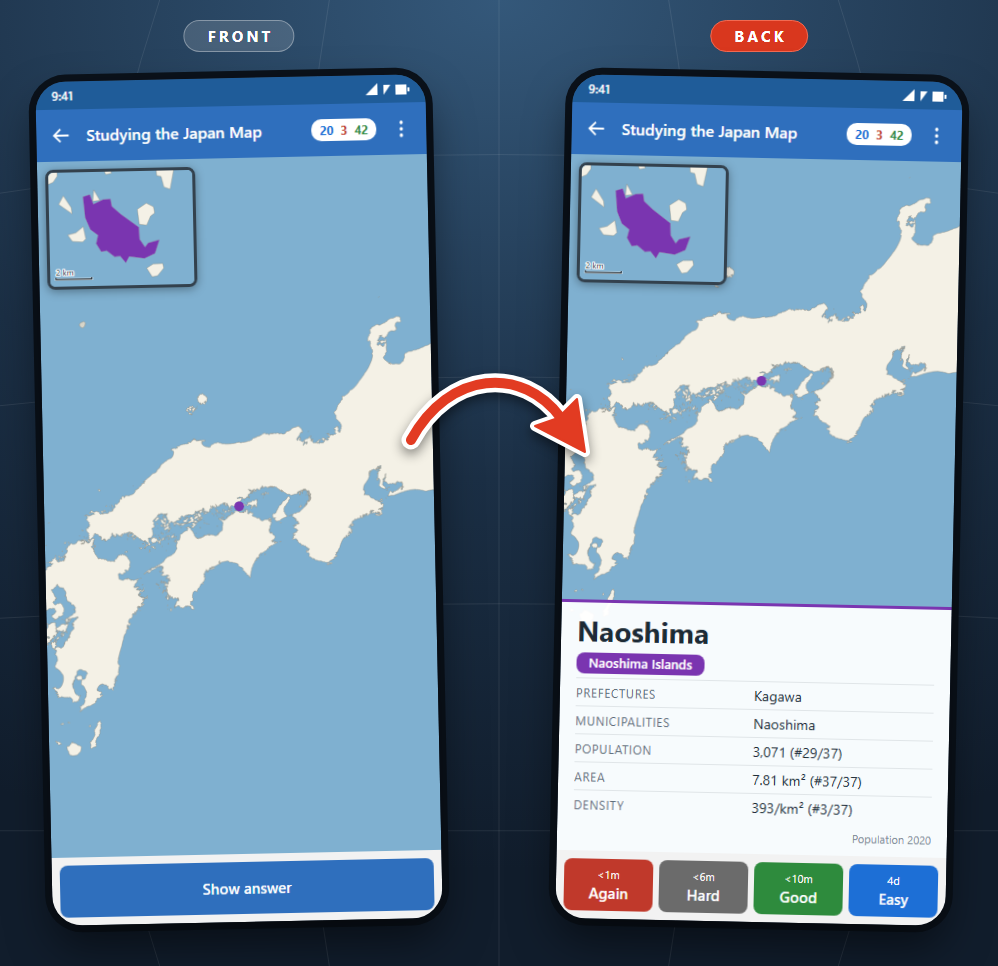 FRONT
9:41
Studying the Japan Map
20 3 42
2 km
Show answer
BACK
9:41
Studying the Japan Map
20 3 42
2 km
Naoshima
Naoshima Islands
PREFECTURES Kagawa
MUNICIPALITIES Naoshima
POPULATION 3,071 (#29/37)
AREA 7.81 km² (#37/37)
DENSITY 393/km² (#3/37)
Population 2020
<1m
Again
<6m
Hard
<10m
Good
4d
Easy